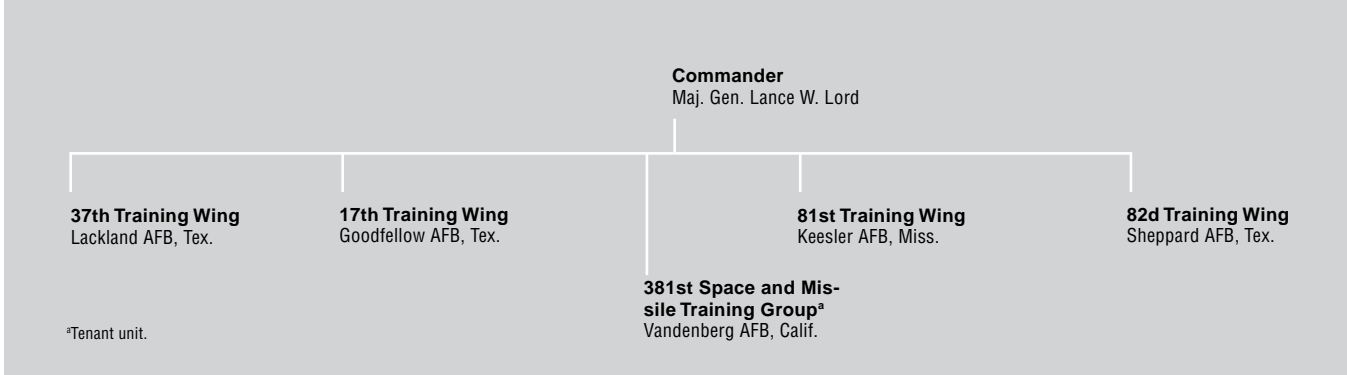 Commander
Maj. Gen. Lance W. Lord
37th Training Wing
Lackland AFB, Tex.
17th Training Wing
Goodfellow AFB, Tex.
81st Training Wing
Keesler AFB, Miss.
82d Training Wing
Sheppard AFB, Tex.
381st Space and Mis-
sile Training Groupᵃ
Vandenberg AFB, Calif.
ᵃTenant unit.